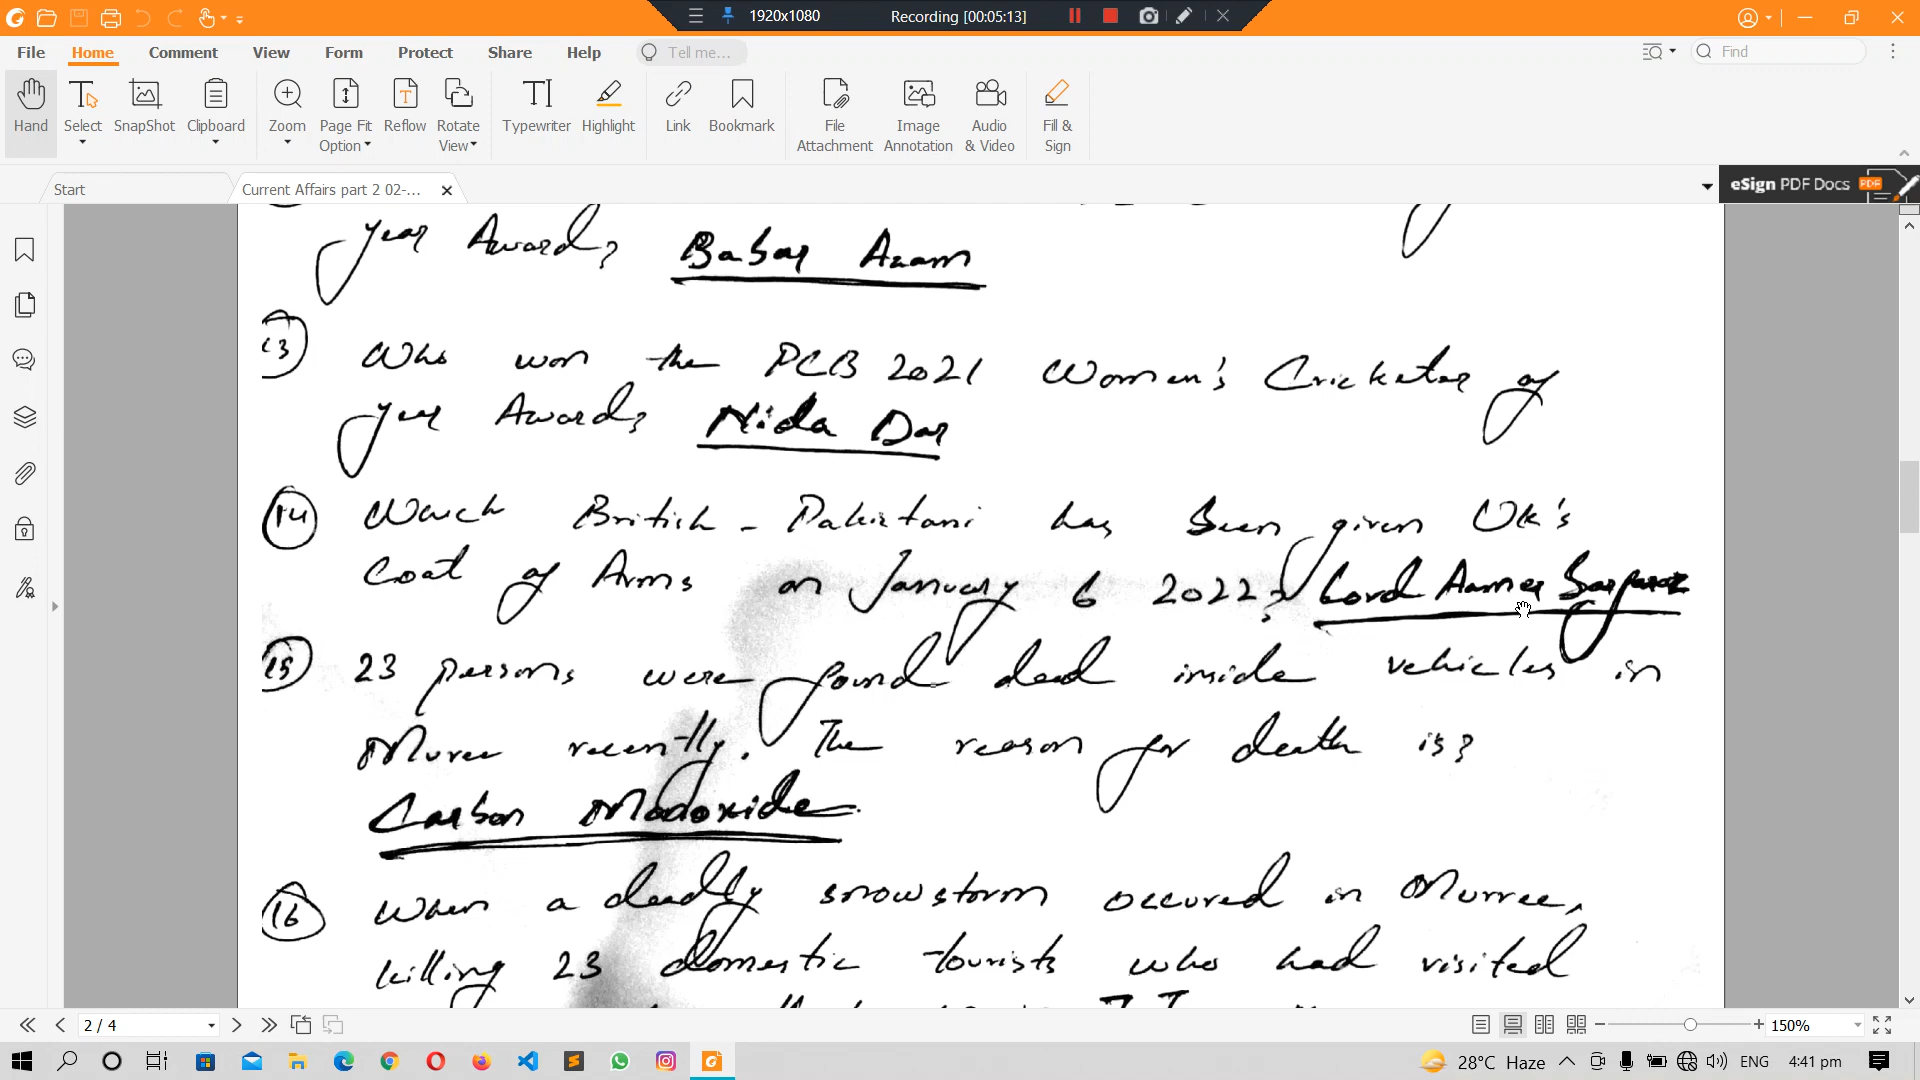 1920x1080 Recording [00:05:13]
File Home Comment View Form Protect Share Help Tell me... Find
Hand Select SnapShot Clipboard Zoom Page Fit Option Reflow Rotate View Typewriter Highlight Link Bookmark File Attachment Image Annotation Audio & Video Fill & Sign
Start Current Affairs part 2 02-... eSign PDF Docs PDF
year Award? Babar Azam
13 Who won the PCB 2021 Women's Cricketer of
year Award? Nida Dar
14 Which British - Pakistani has been given Uk's
Coat of Arms on January 6 2022? Lord Aamer Sarfraz
15 23 persons were found dead inside vehicles in
Muree recently. The reason for death is?
Carbon Monoxide
16 When a deadly snowstorm occured in Murree,
killing 23 domestic tourists who had visited
2 / 4 150%
28°C Haze ENG 4:41 pm